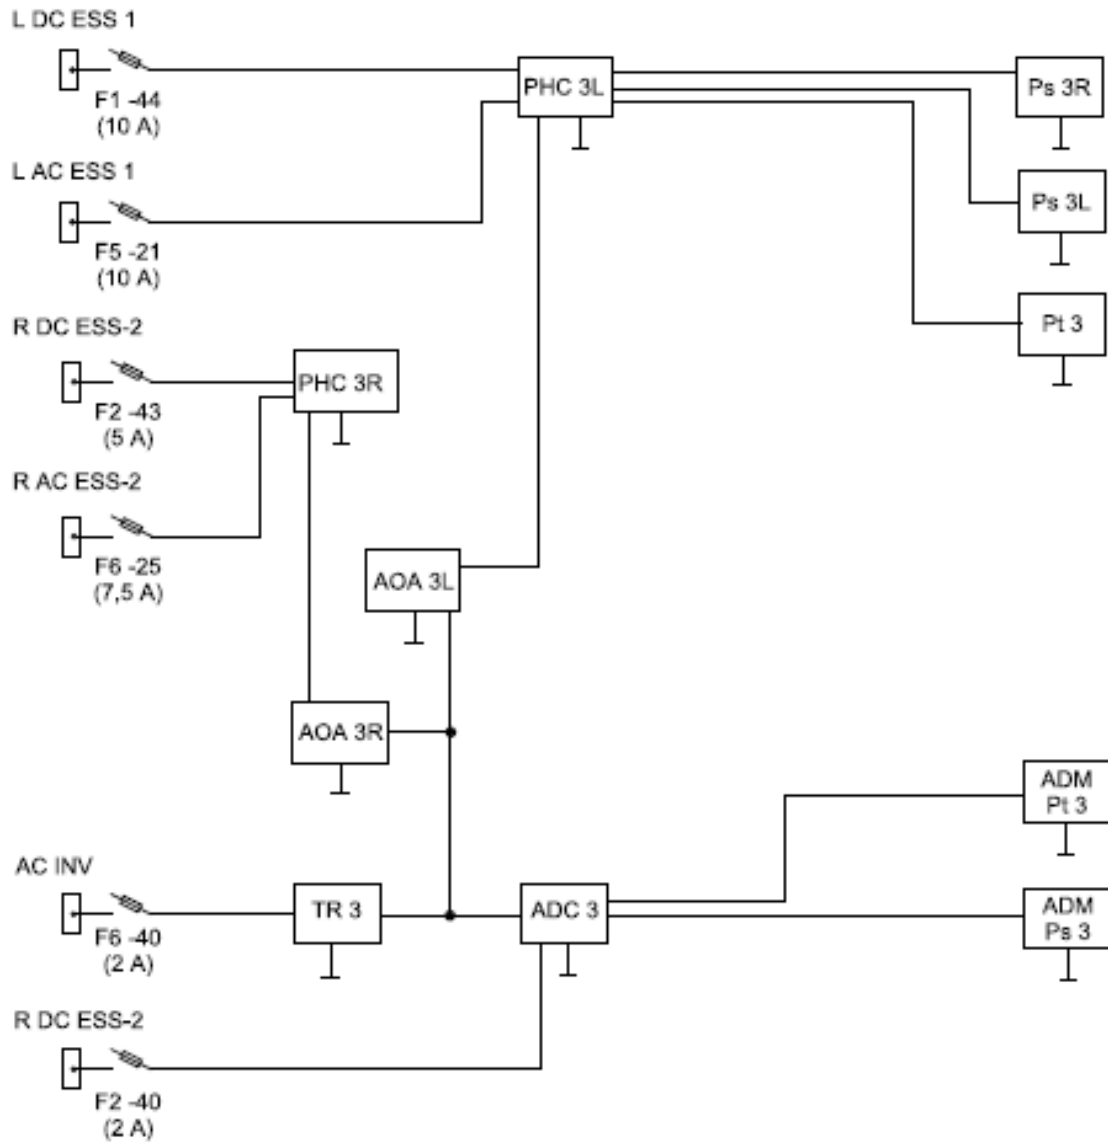 L DC ESS 1
F1 -44
(10 A)
PHC 3L
Ps 3R
L AC ESS 1
F5 -21
(10 A)
Ps 3L
Pt 3
R DC ESS-2
F2 -43
(5 A)
PHC 3R
R AC ESS-2
F6 -25
(7,5 A)
AOA 3L
AOA 3R
ADM
Pt 3
AC INV
F6 -40
(2 A)
TR 3
ADC 3
ADM
Ps 3
R DC ESS-2
F2 -40
(2 A)